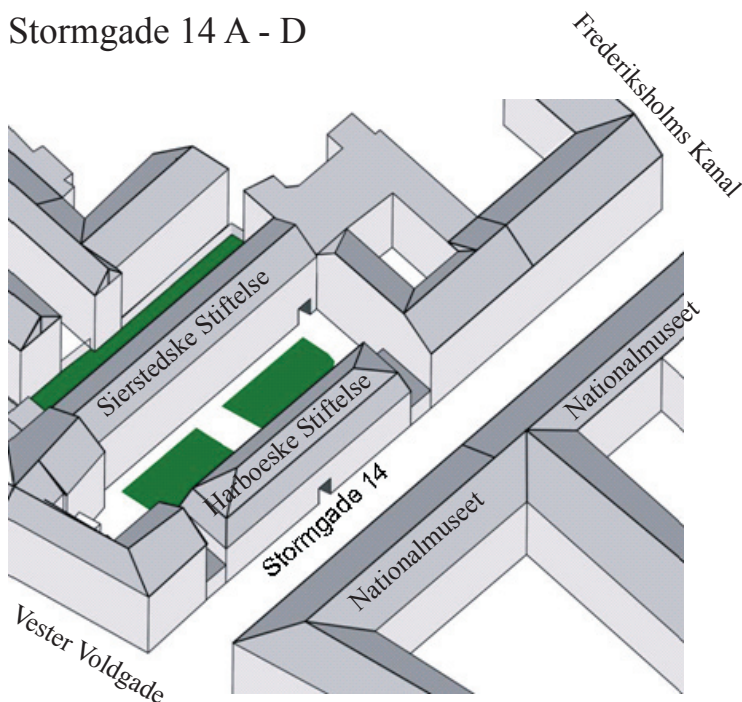 Stormgade 14 A - D
Frederiksholms Kanal
Sierstedske Stiftelse
Nationalmuseet
Harboeske Stiftelse
Stormgade 14
Nationalmuseet
Vester Voldgade